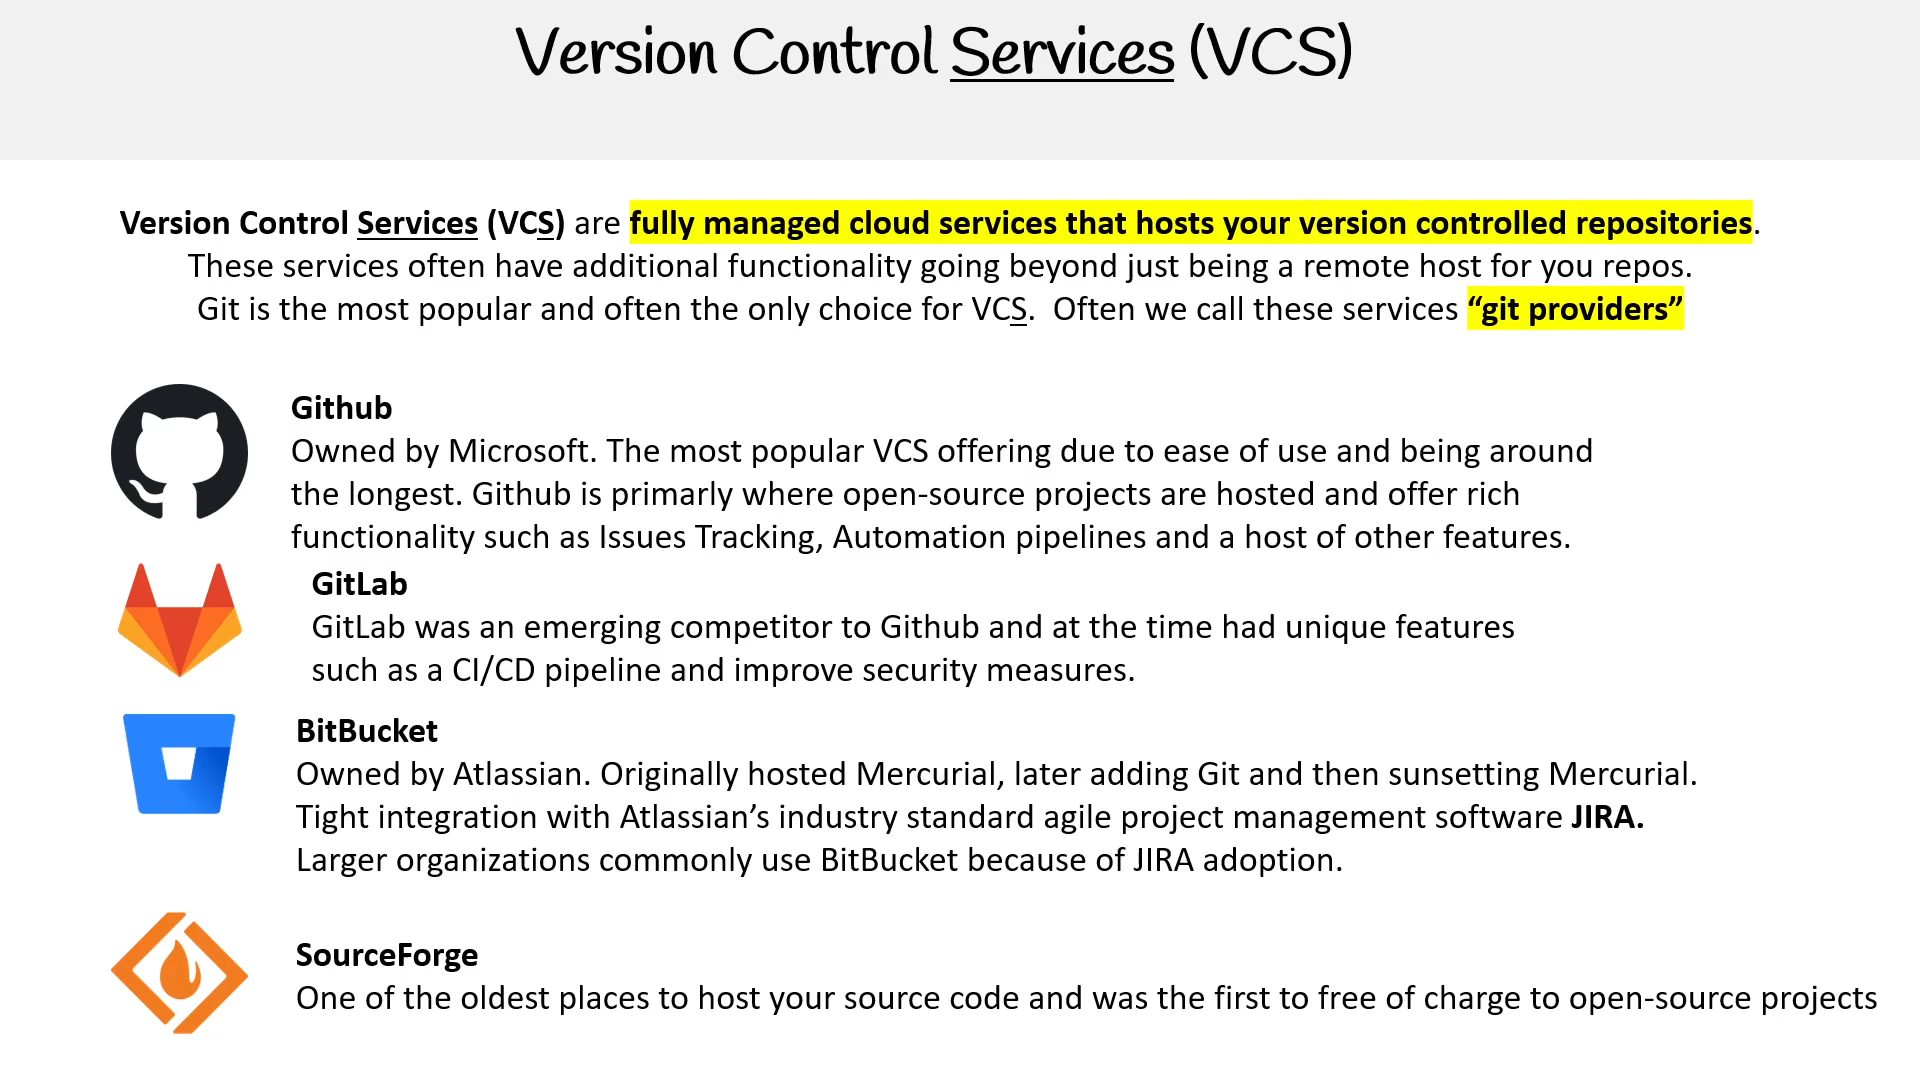 Version Control Services (VCS)
Version Control Services (VCS) are fully managed cloud services that hosts your version controlled repositories.
These services often have additional functionality going beyond just being a remote host for you repos.
Git is the most popular and often the only choice for VCS. Often we call these services “git providers”
Github
Owned by Microsoft. The most popular VCS offering due to ease of use and being around
the longest. Github is primarly where open-source projects are hosted and offer rich
functionality such as Issues Tracking, Automation pipelines and a host of other features.
GitLab
GitLab was an emerging competitor to Github and at the time had unique features
such as a CI/CD pipeline and improve security measures.
BitBucket
Owned by Atlassian. Originally hosted Mercurial, later adding Git and then sunsetting Mercurial.
Tight integration with Atlassian’s industry standard agile project management software JIRA.
Larger organizations commonly use BitBucket because of JIRA adoption.
SourceForge
One of the oldest places to host your source code and was the first to free of charge to open-source projects